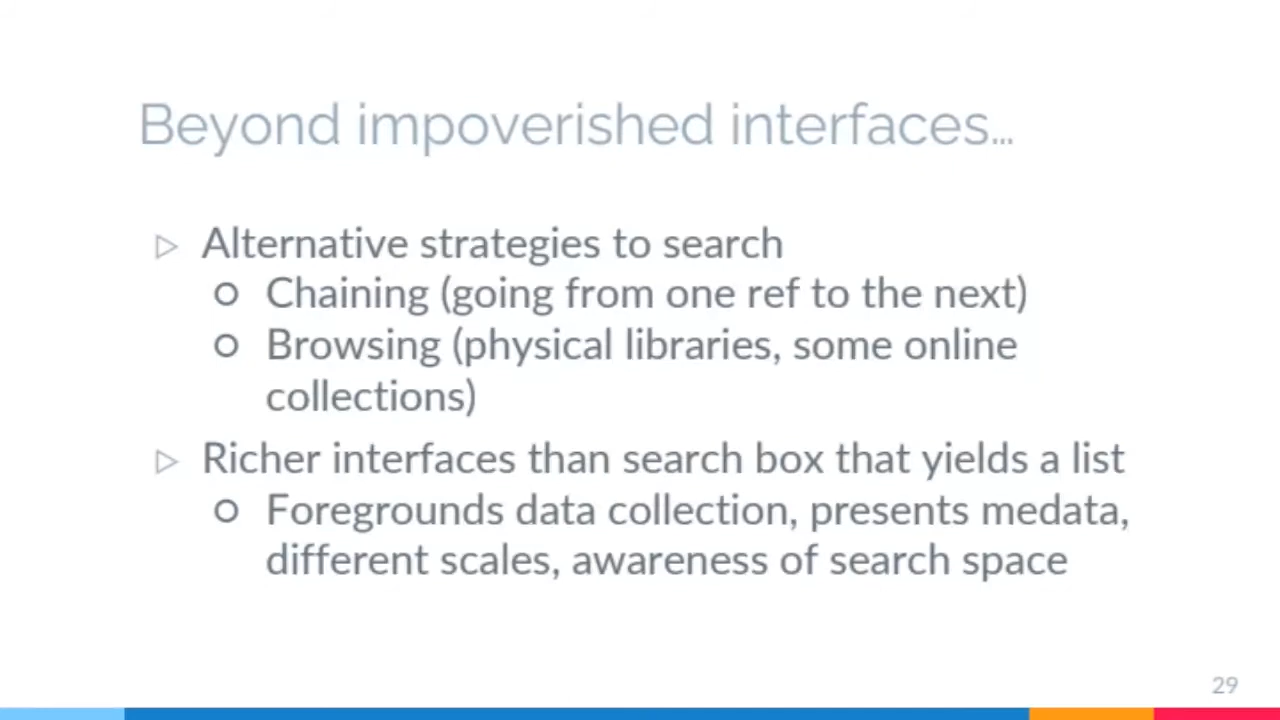 Beyond impoverished interfaces…
▷ Alternative strategies to search
○ Chaining (going from one ref to the next)
○ Browsing (physical libraries, some online
collections)
▷ Richer interfaces than search box that yields a list
○ Foregrounds data collection, presents medata,
different scales, awareness of search space
29